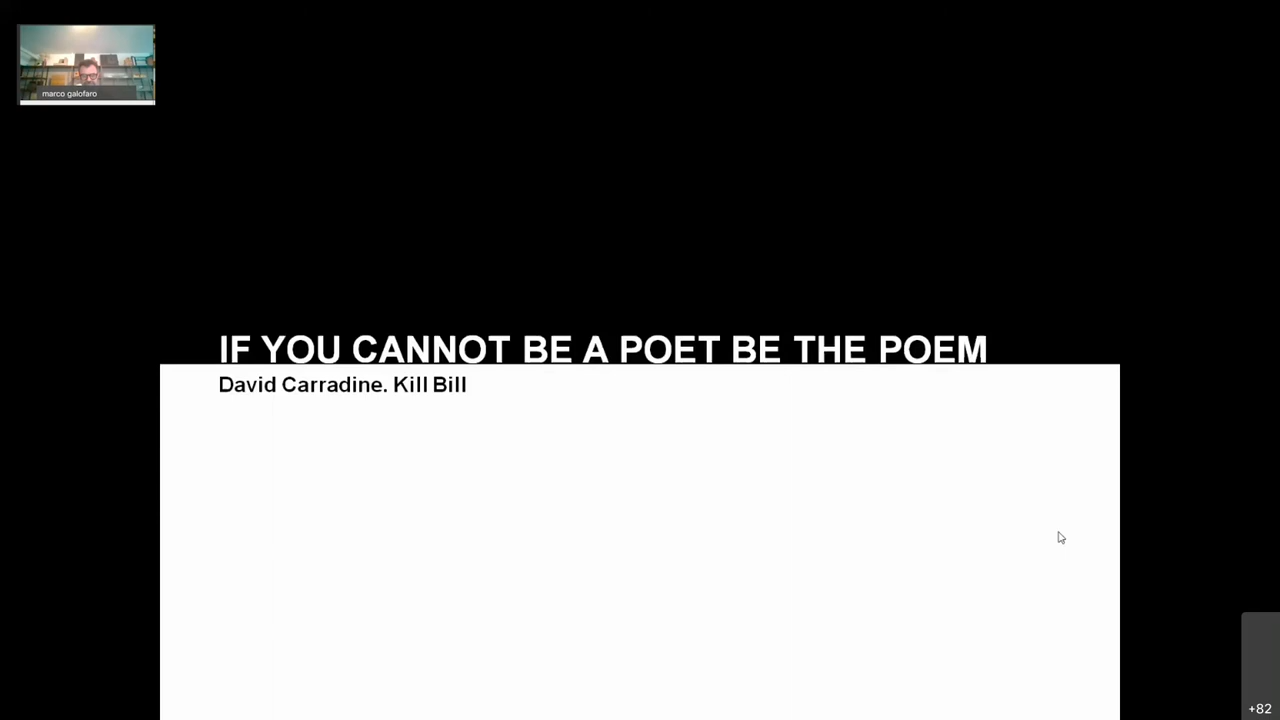 marco galofaro
IF YOU CANNOT BE A POET BE THE POEM
David Carradine. Kill Bill
+82